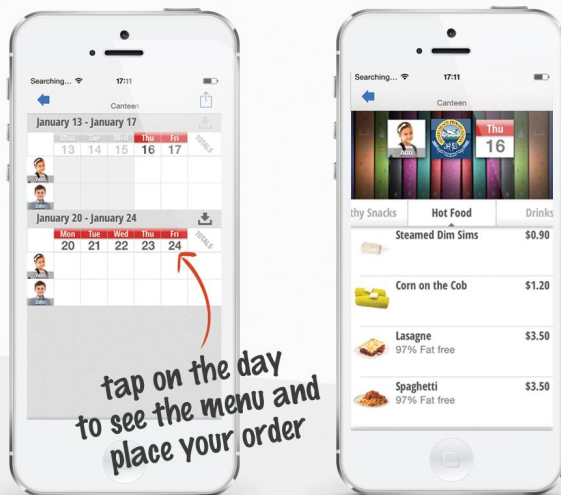 Searching... 17:11
Canteen
January 13 - January 17
Mon Tue Wed Thu Fri
13 14 15 16 17 TOTALS
January 20 - January 24
Mon Tue Wed Thu Fri
20 21 22 23 24 TOTALS
tap on the day
to see the menu and
place your order
Searching... 17:11
Canteen
Thu
16
thy Snacks Hot Food Drinks
Steamed Dim Sims $0.90
Corn on the Cob $1.20
Lasagne $3.50
97% Fat free
Spaghetti $3.50
97% Fat free